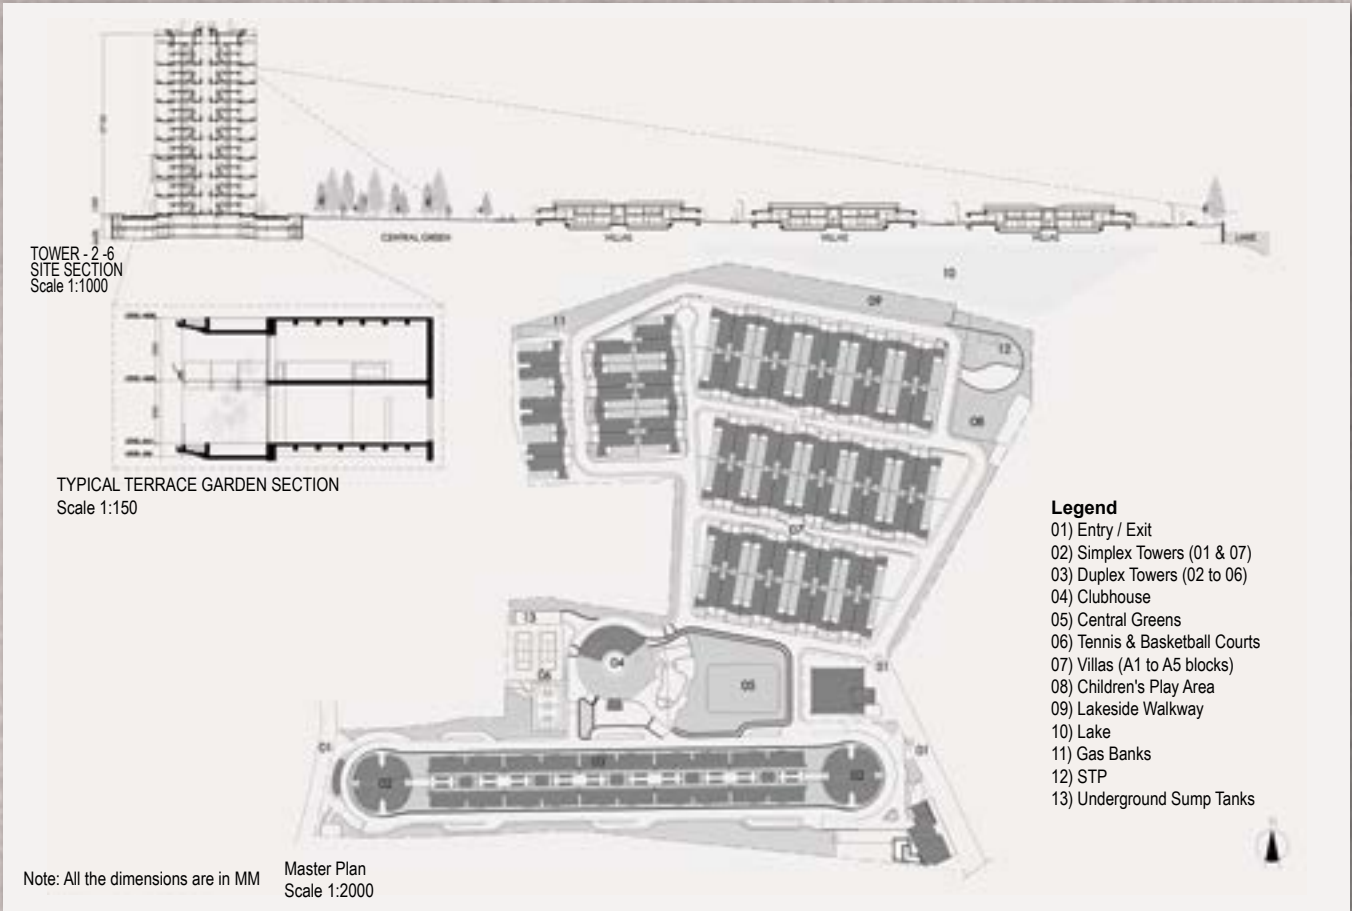 CENTRAL GREEN
VILLAS
VILLAS
VILLAS
LAKE
TOWER - 2 -6
SITE SECTION
Scale 1:1000
TYPICAL TERRACE GARDEN SECTION
Scale 1:150
10
09
11
12
08
07
13
04
06
05
01
01
01
02
03
02
Legend
01) Entry / Exit
02) Simplex Towers (01 & 07)
03) Duplex Towers (02 to 06)
04) Clubhouse
05) Central Greens
06) Tennis & Basketball Courts
07) Villas (A1 to A5 blocks)
08) Children's Play Area
09) Lakeside Walkway
10) Lake
11) Gas Banks
12) STP
13) Underground Sump Tanks
Note: All the dimensions are in MM
Master Plan
Scale 1:2000